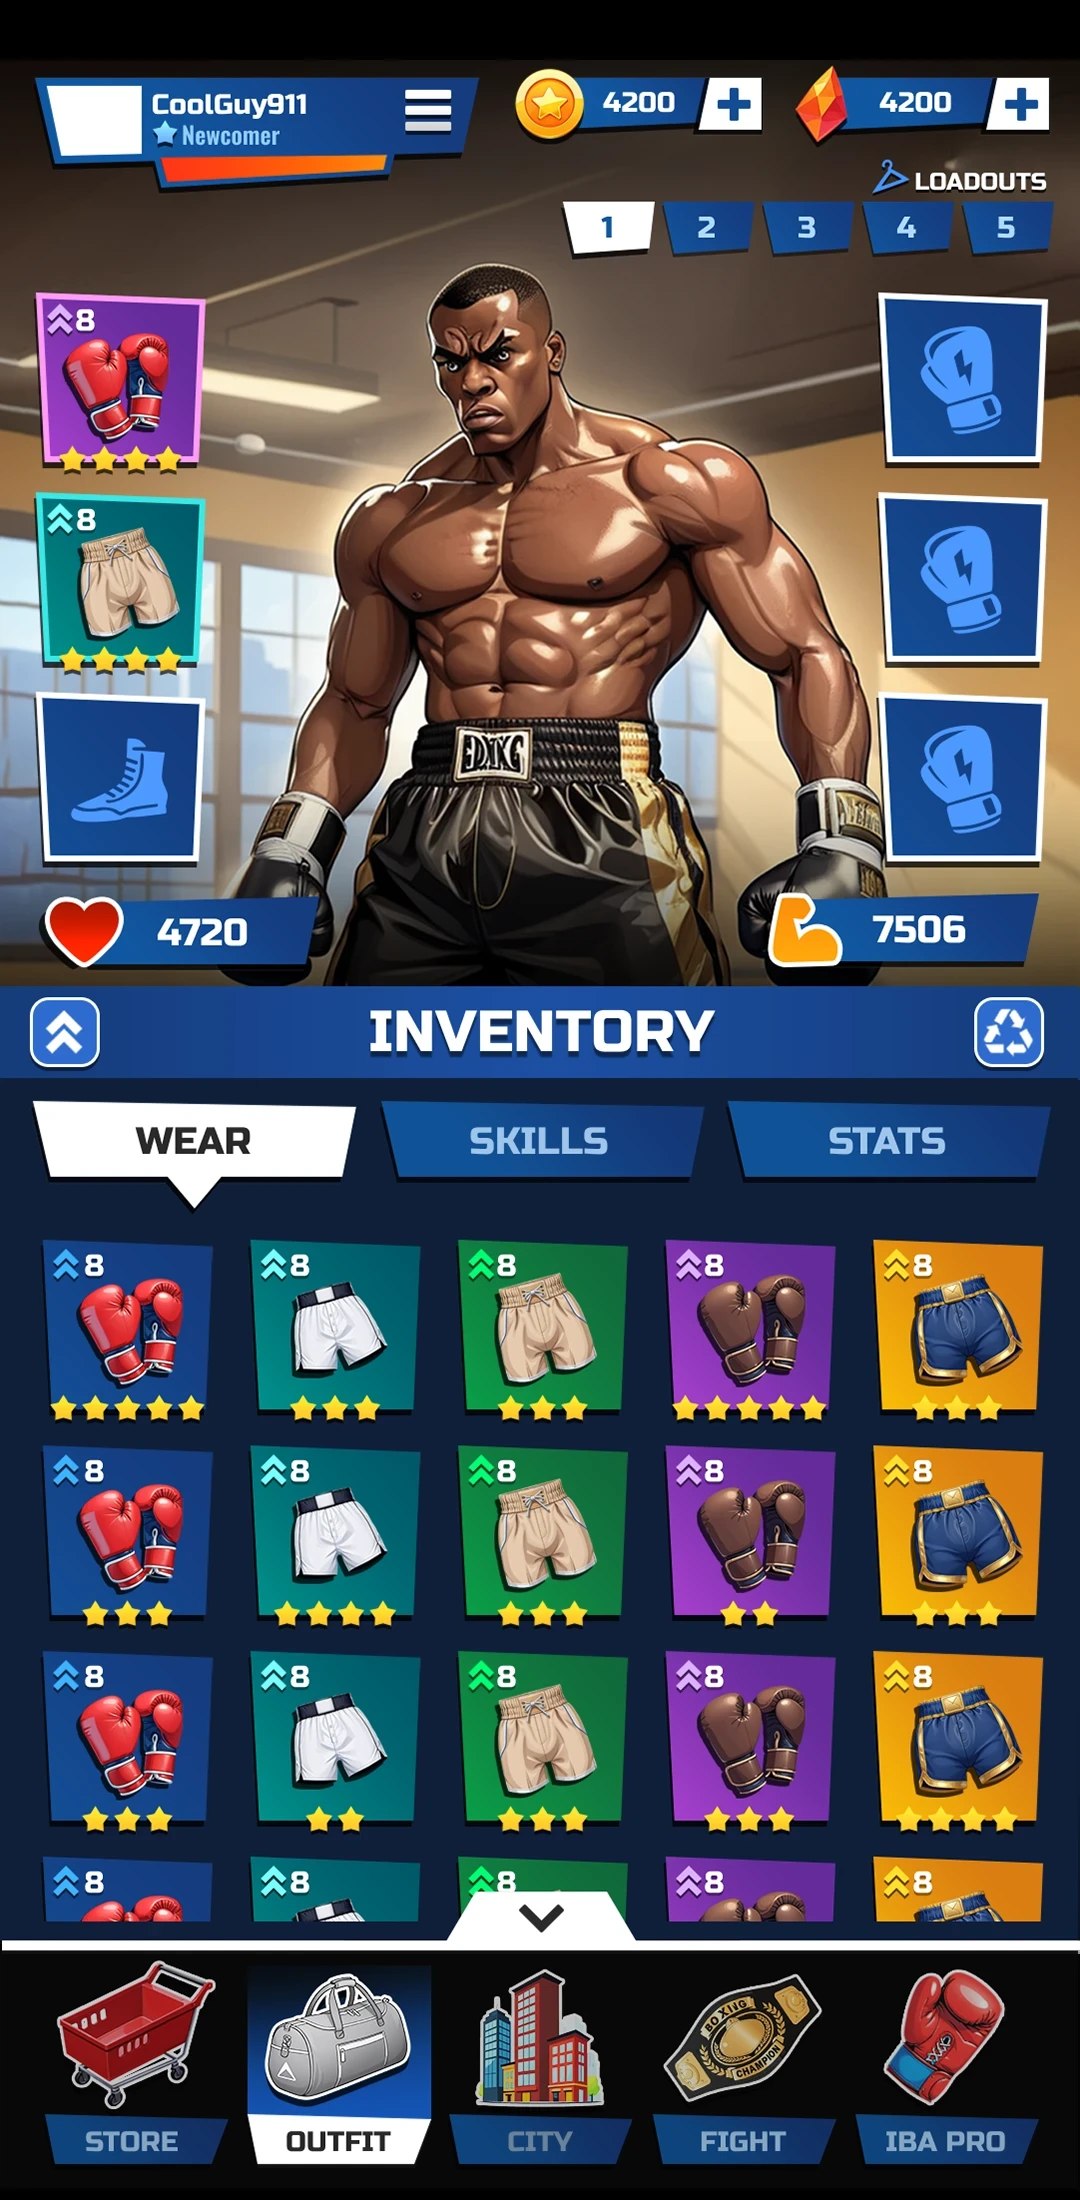 CoolGuy911
Newcomer
4200
4200
LOADOUTS
1 2 3 4 5
8
8
4720
7506
INVENTORY
WEAR SKILLS STATS
8 8 8 8 8
8 8 8 8 8
8 8 8 8 8
8 8 8 8 8
BOXING
CHAMPION
STORE OUTFIT CITY FIGHT IBA PRO